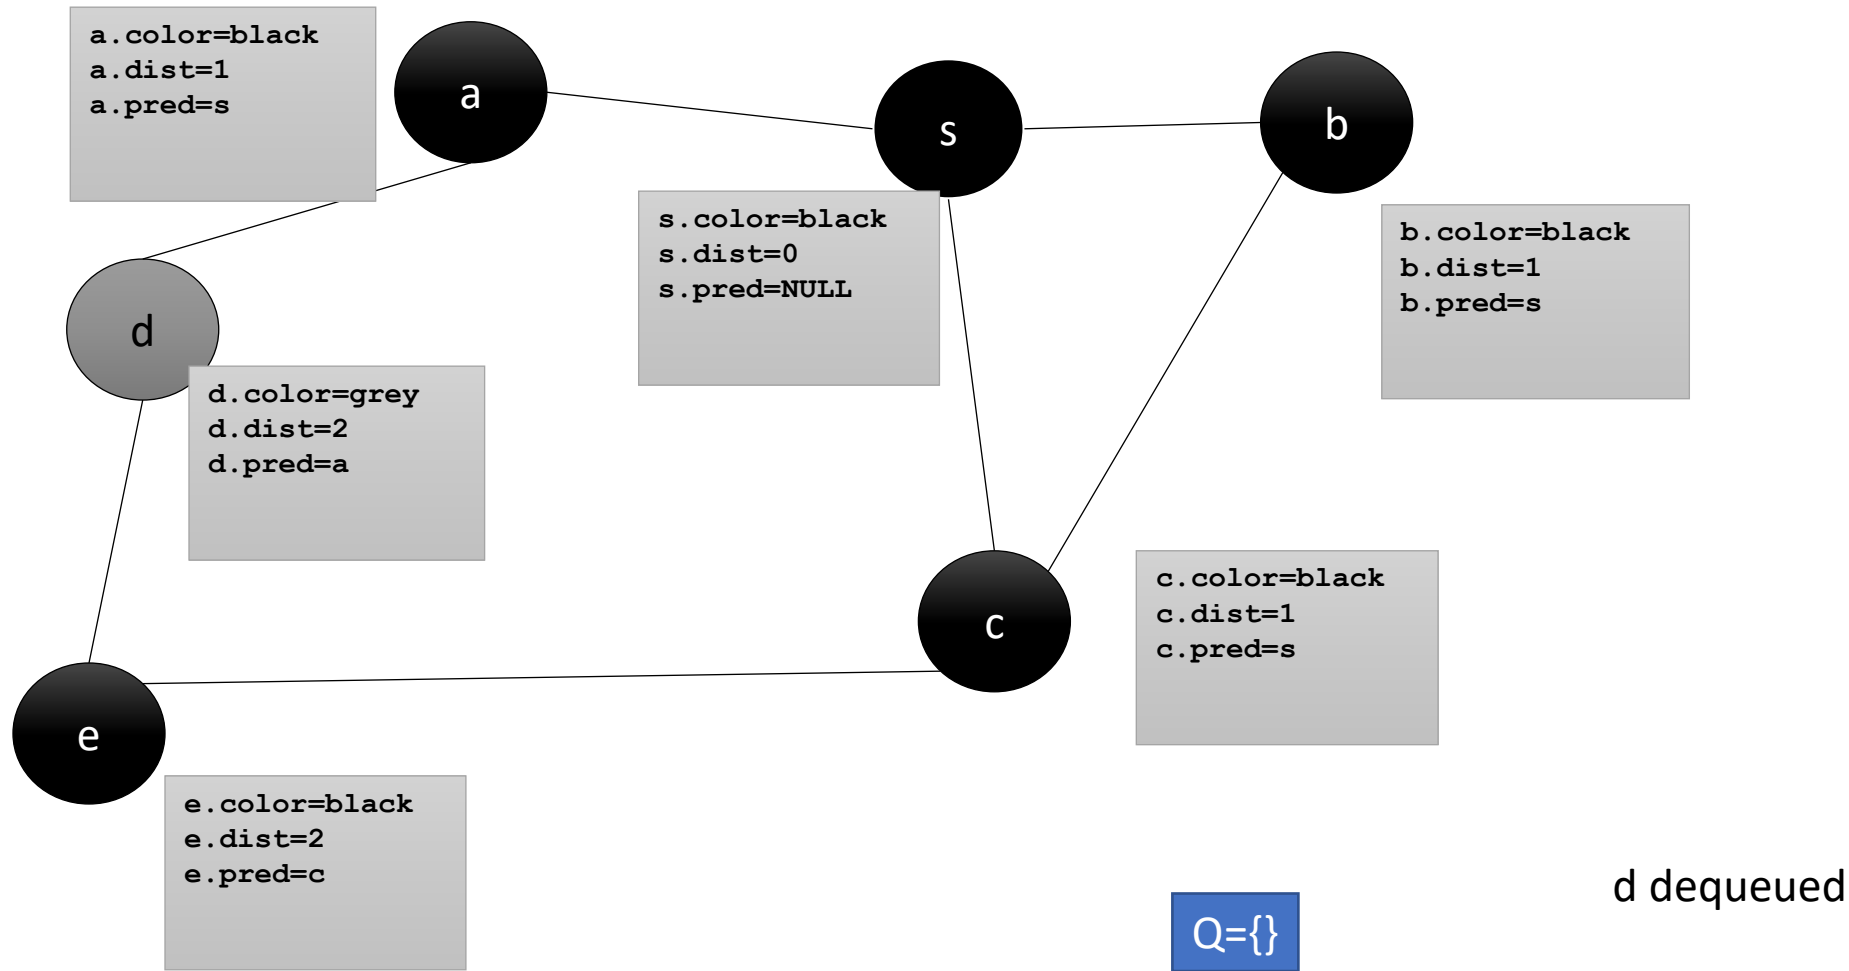 a.color=black
a.dist=1
a.pred=s
a
s
b
s.color=black
s.dist=0
s.pred=NULL
b.color=black
b.dist=1
b.pred=s
d
d.color=grey
d.dist=2
d.pred=a
c
c.color=black
c.dist=1
c.pred=s
e
e.color=black
e.dist=2
e.pred=c
d dequeued
Q={}